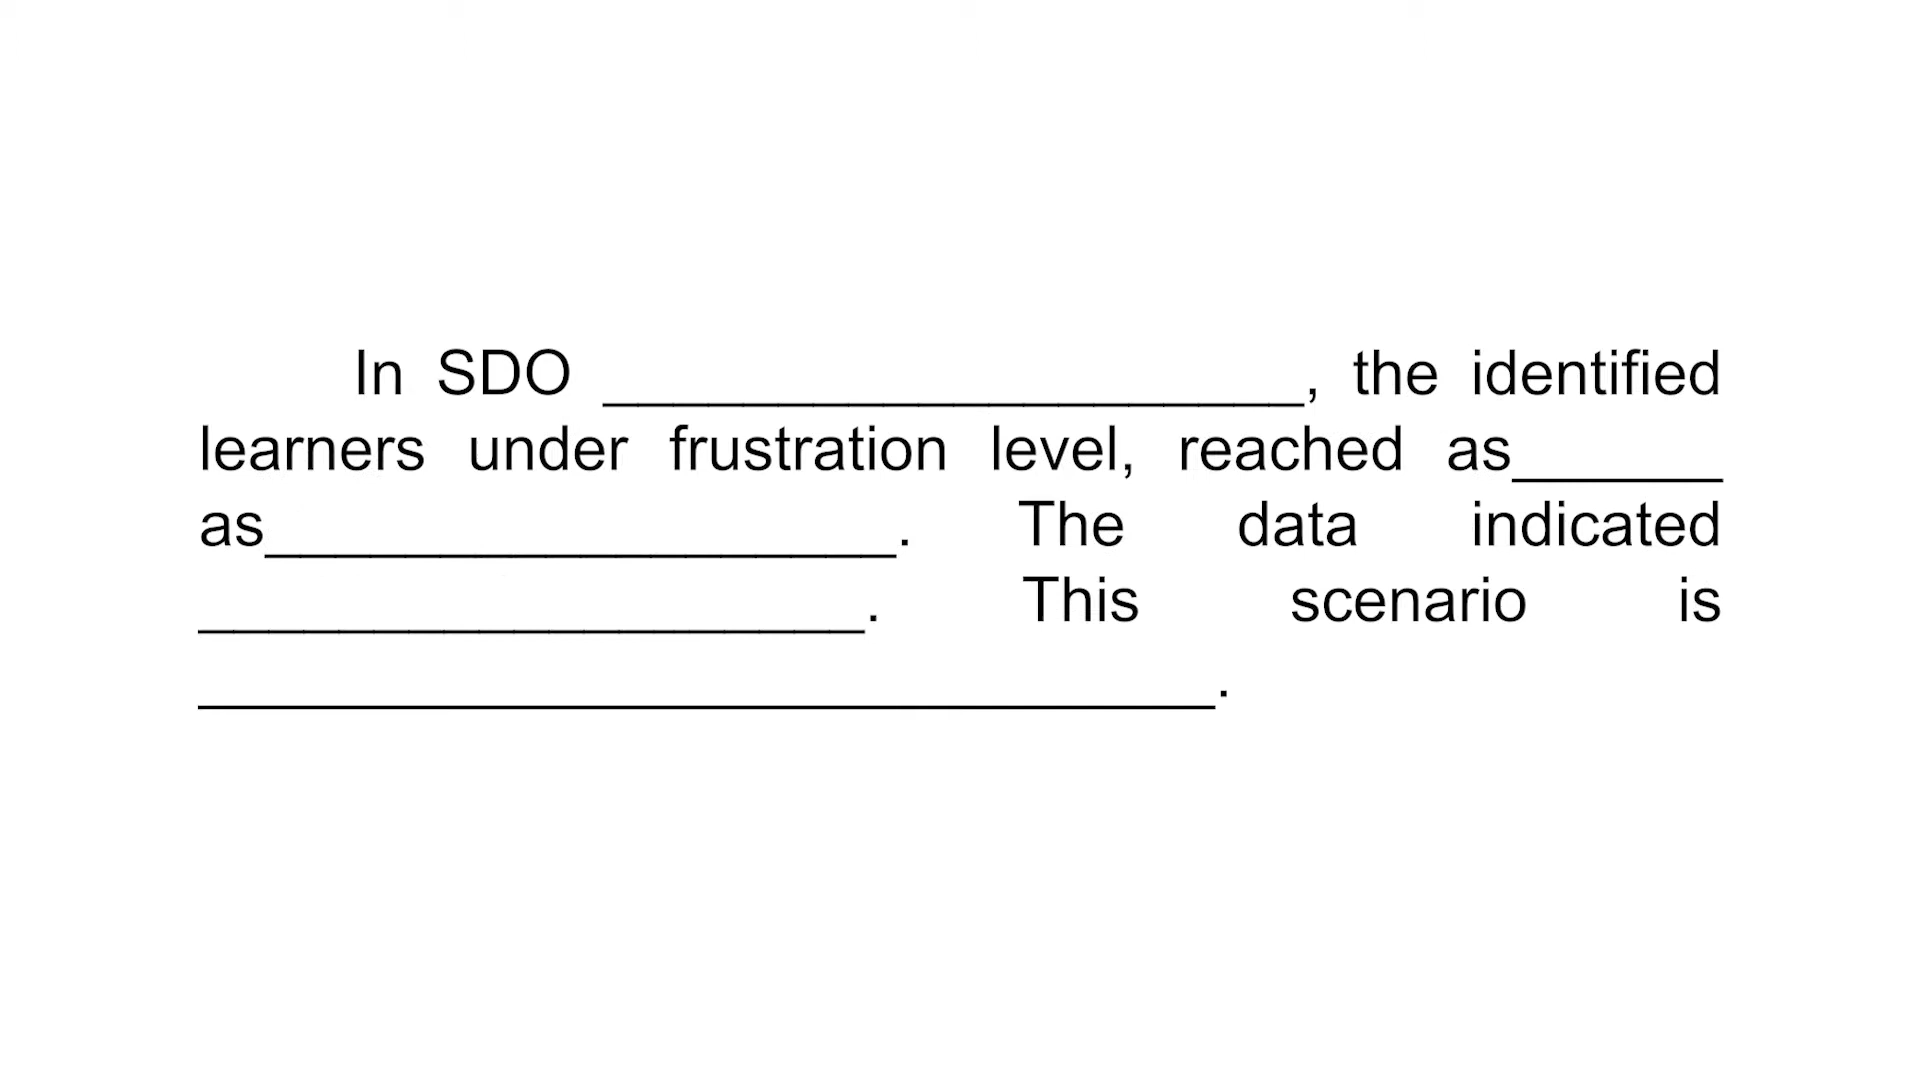 In SDO ____________________, the identified
learners under frustration level, reached as______
as__________________. The data indicated
___________________. This scenario is
_____________________________.